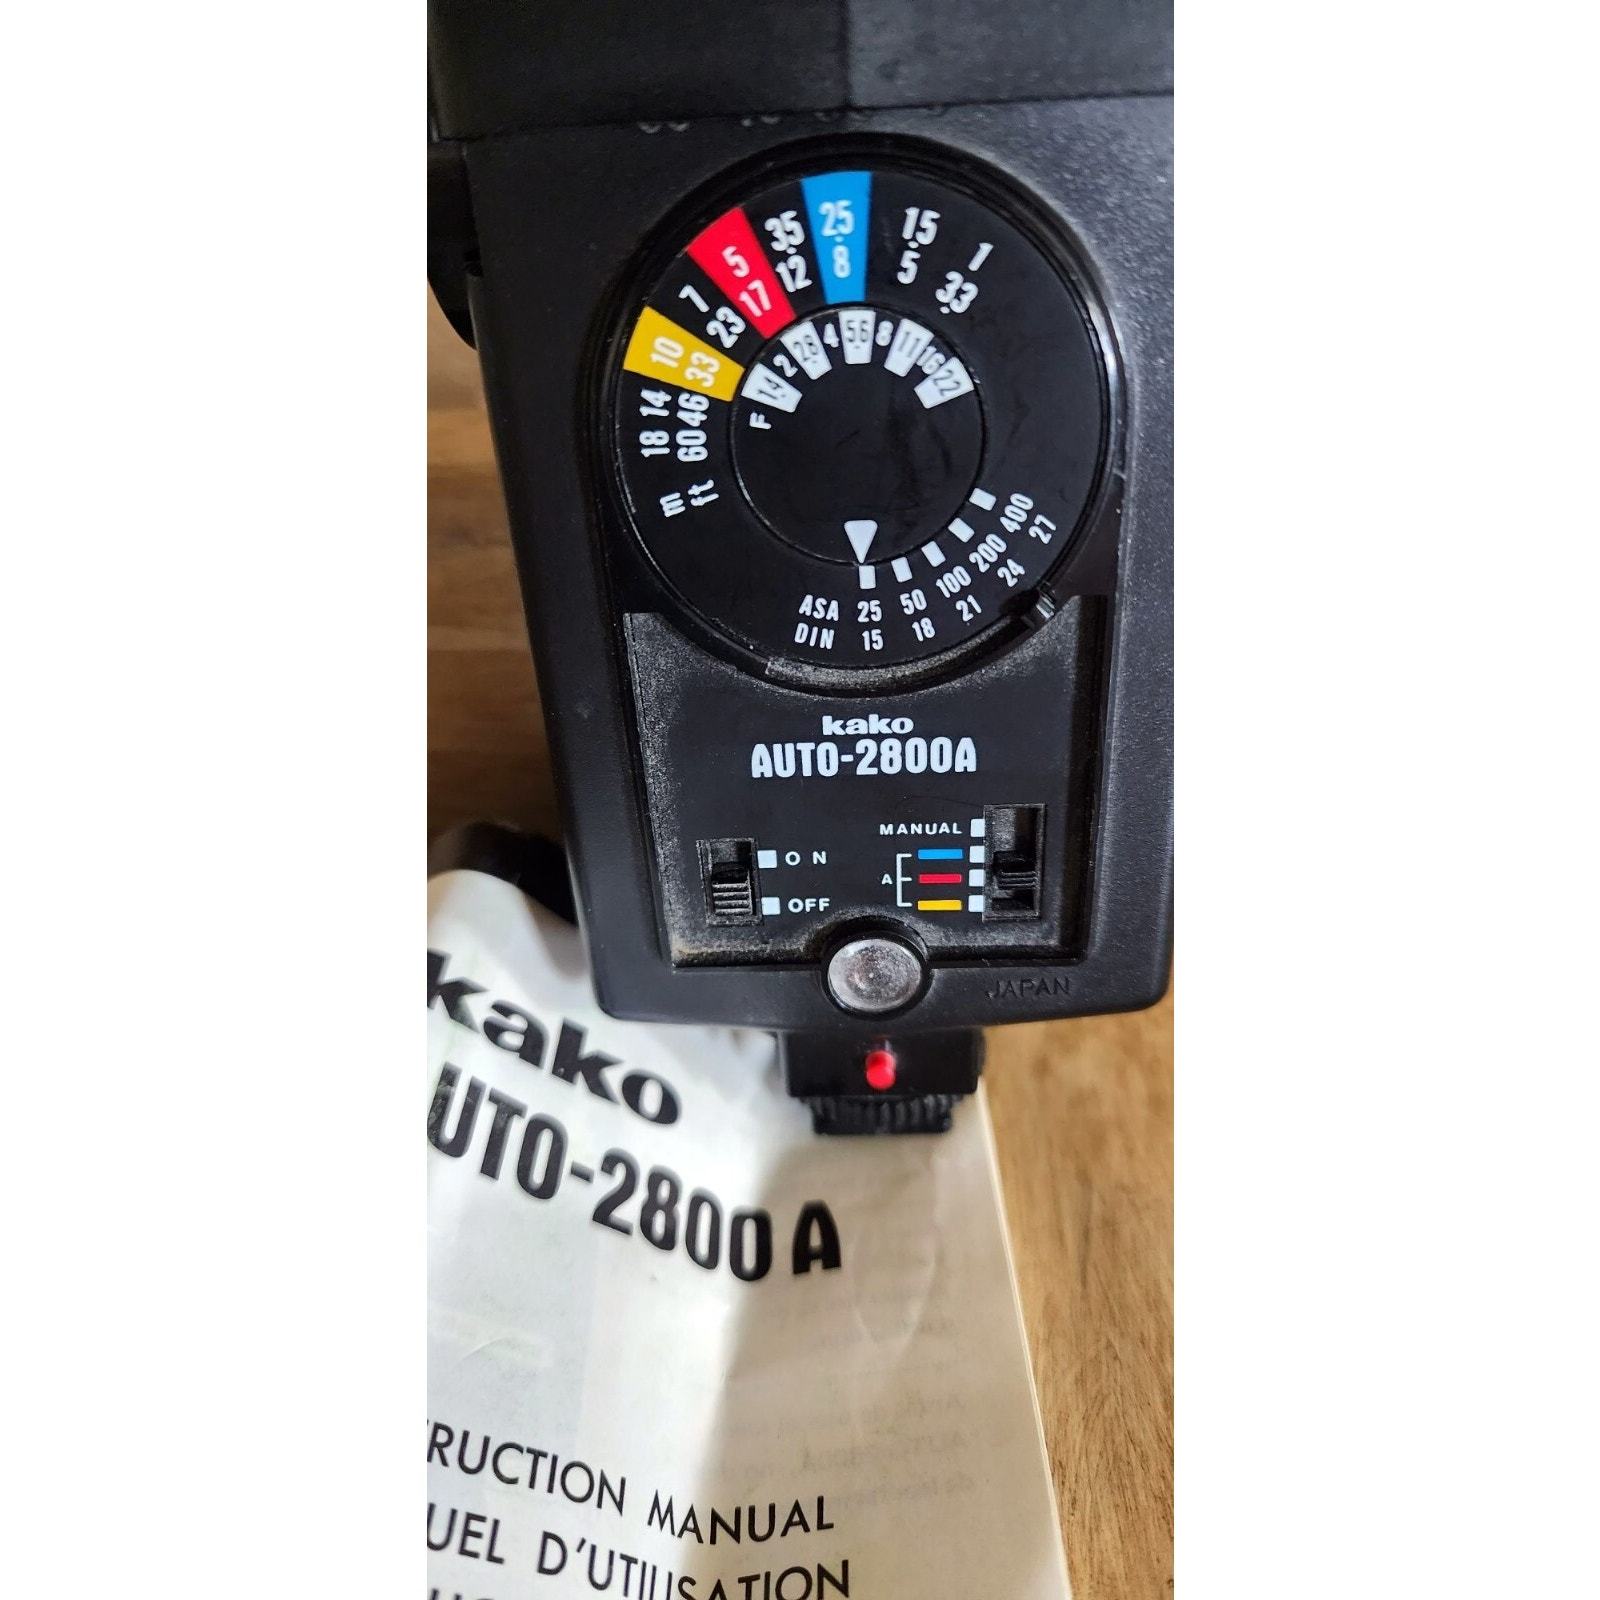 18 14 10 7 5 3.5 2.5 1.5 1
60 46 33 23 17 12 8 5 3.3
m
ft
F 1.4 2 2.8 4 5.6 8 11 16 22
ASA 25 50 100 200 400
DIN 15 18 21 24 27
kako
AUTO-2800A
MANUAL
ON
A
OFF
JAPAN
kako
UTO-2800A
RUCTION MANUAL
UEL D'UTILISATION